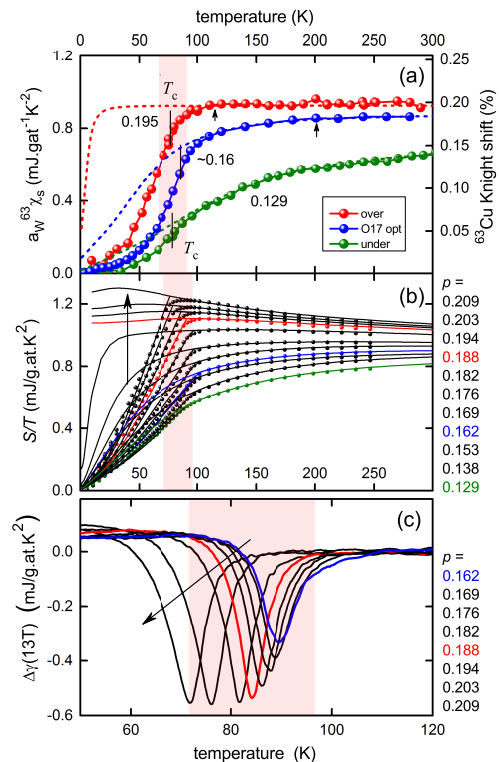 temperature (K)
0 50 100 150 200 250 300
(a)
1.2
0.8
0.4
0.0
a_W ^63χ_s (mJ.gat^-1K^-2)
0.25
0.20
0.15
0.10
0.05
^63Cu Knight shift (%)
T_c
0.195
~0.16
0.129
T_c
over
O17 opt
under
(b)
1.2
0.8
0.4
0.0
S/T (mJ/g.at.K^2)
50 100 150 200 250
p =
0.209
0.203
0.194
0.188
0.182
0.176
0.169
0.162
0.153
0.138
0.129
(c)
0.0
-0.2
-0.4
-0.6
Δγ(13T) (mJ/g.at.K^2)
p =
0.162
0.169
0.176
0.182
0.188
0.194
0.203
0.209
60 80 100 120
temperature (K)